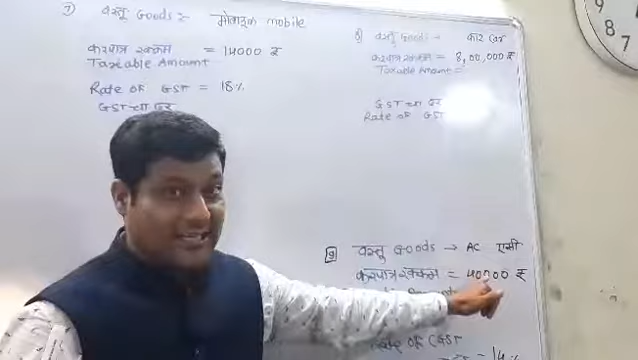 7) वस्तु Goods :- मोबाईल mobile
करपात्र रक्कम = 14000 ₹
Taxable Amount
Rate of GST = 18%
GST चा दर
8) वस्तु Goods :- कार Car
करपात्र रक्कम = 8,00,000 ₹
Taxable Amount =
GST चा दर
Rate of GST
9 वस्तु Goods → AC एसी
करपात्र रक्कम = 40000 ₹
Rate of GST
9
8
7